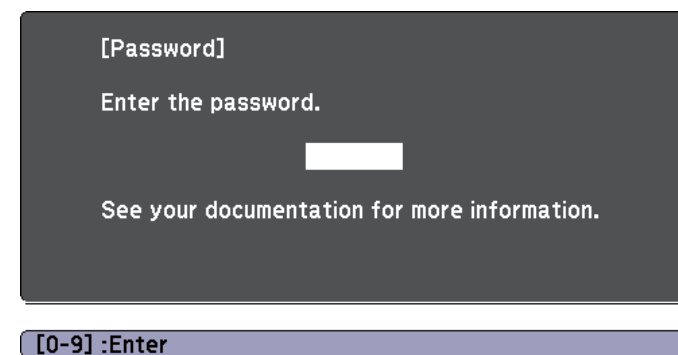 [Password]
Enter the password.
See your documentation for more information.
[0-9] :Enter